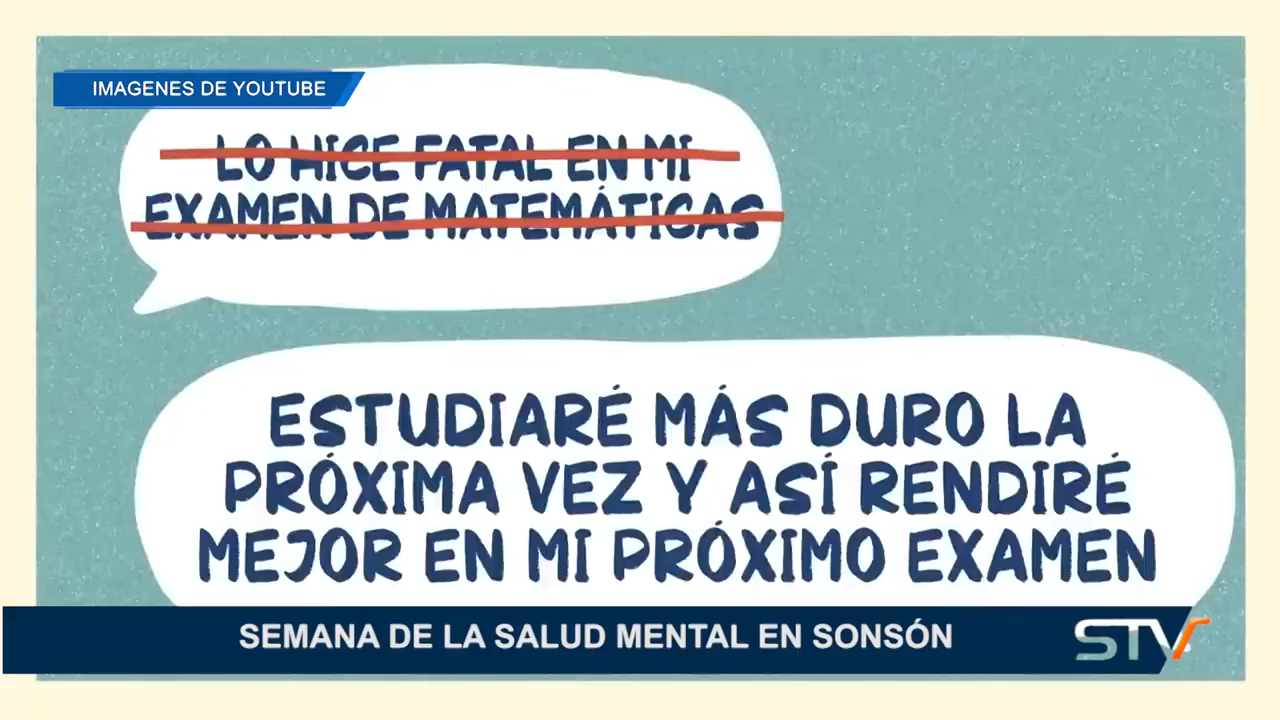 IMAGENES DE YOUTUBE
LO HICE FATAL EN MI
EXAMEN DE MATEMÁTICAS
ESTUDIARÉ MÁS DURO LA
PRÓXIMA VEZ Y ASÍ RENDIRÉ
MEJOR EN MI PRÓXIMO EXAMEN
SEMANA DE LA SALUD MENTAL EN SONSÓN
STV